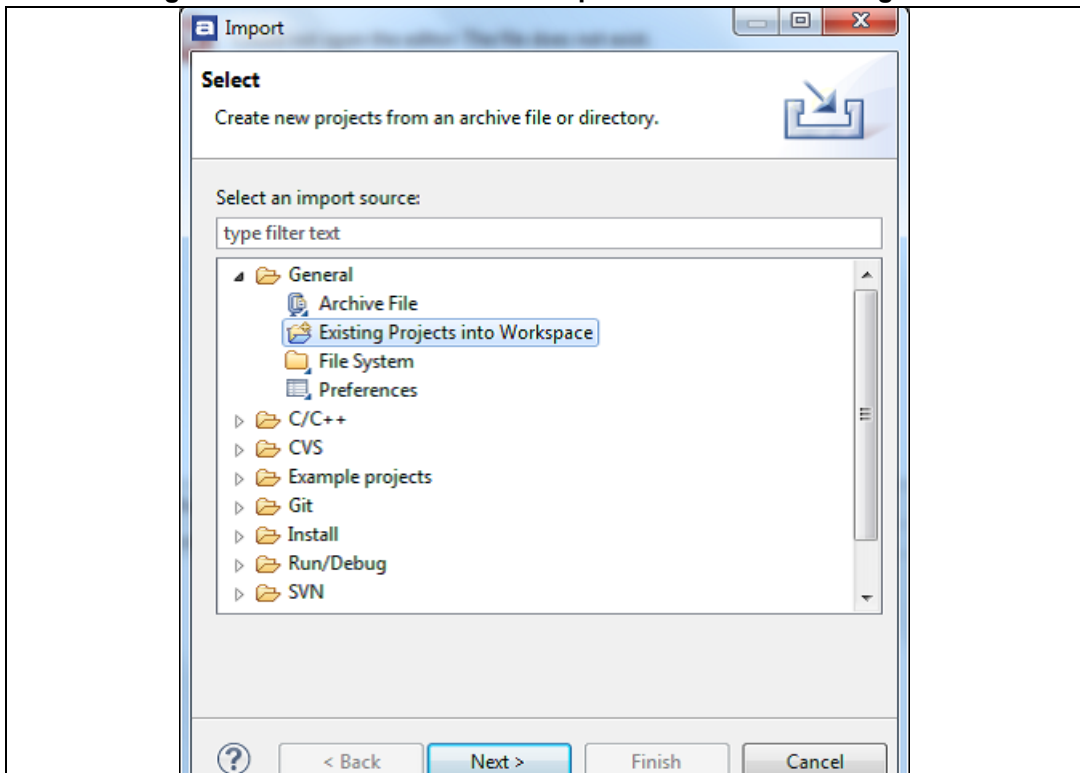 Import
Select
Create new projects from an archive file or directory.
Select an import source:
type filter text
General
Archive File
Existing Projects into Workspace
File System
Preferences
C/C++
CVS
Example projects
Git
Install
Run/Debug
SVN
?
< Back Next > Finish Cancel